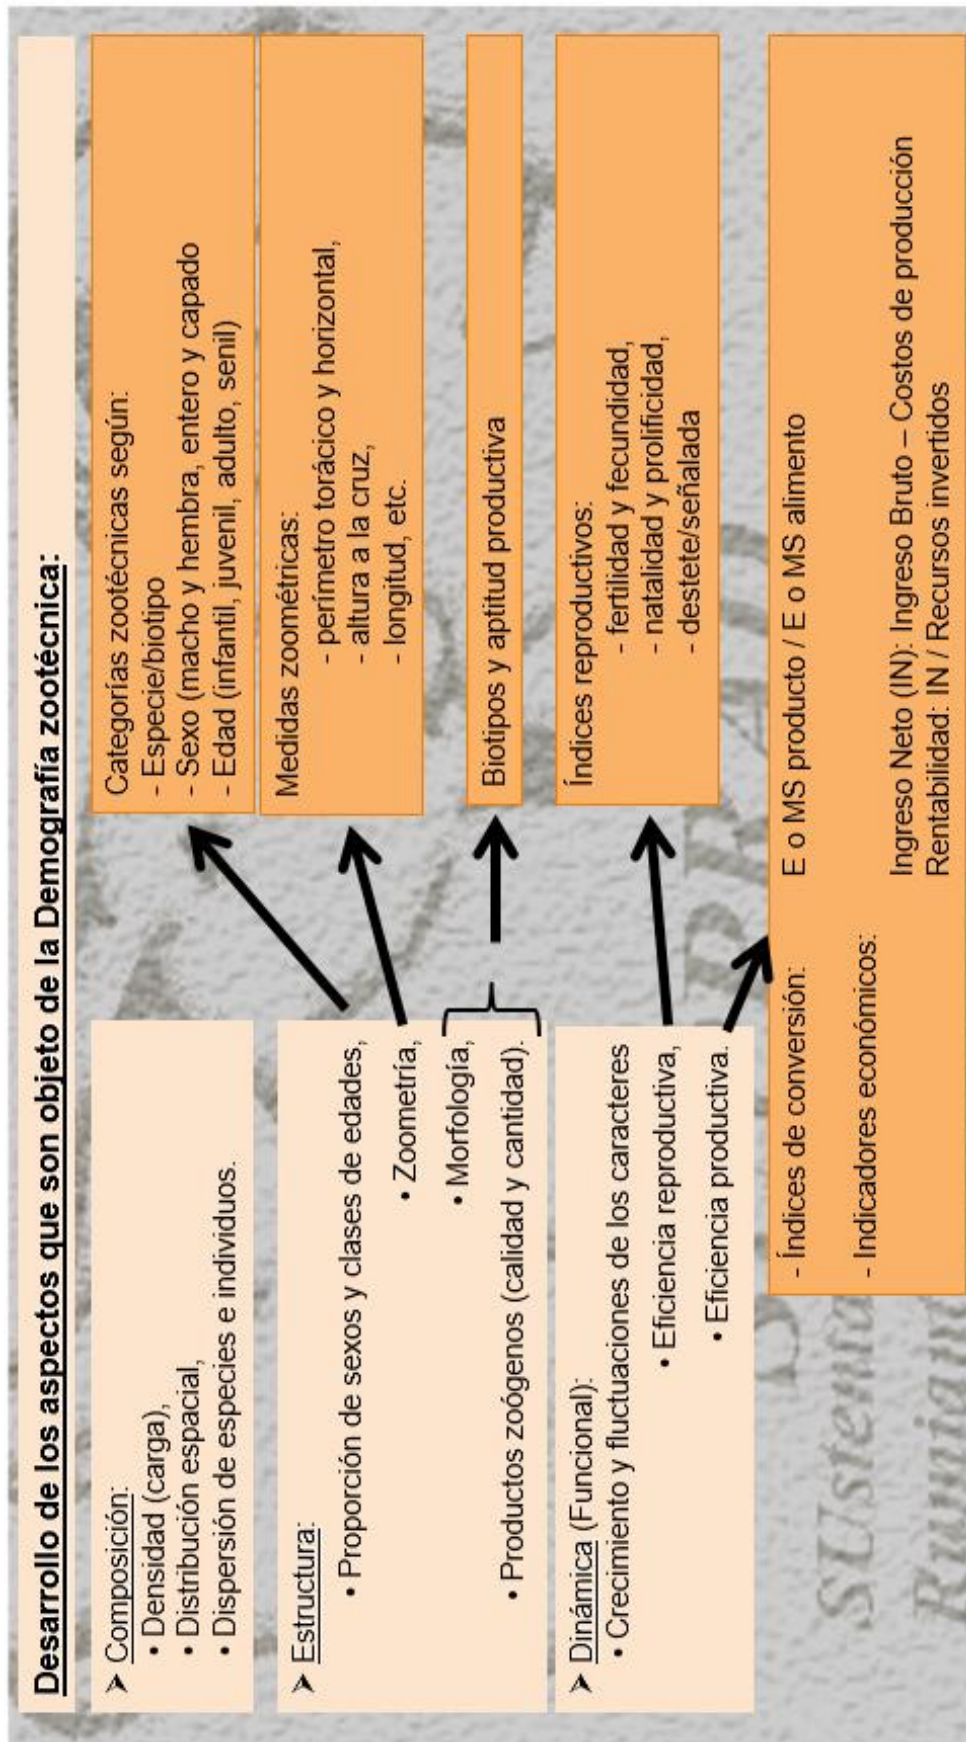 Desarrollo de los aspectos que son objeto de la Demografía zootécnica:
➢ Composición:
• Densidad (carga),
• Distribución espacial,
• Dispersión de especies e individuos.
➢ Estructura:
• Proporción de sexos y clases de edades,
• Zoometría,
• Morfología,
• Productos zoógenos (calidad y cantidad).
➢ Dinámica (Funcional):
• Crecimiento y fluctuaciones de los caracteres
• Eficiencia reproductiva,
• Eficiencia productiva.
Categorías zootécnicas según:
- Especie/biotipo
- Sexo (macho y hembra, entero y capado
- Edad (infantil, juvenil, adulto, senil)
Medidas zoométricas:
- perímetro torácico y horizontal,
- altura a la cruz,
- longitud, etc.
Biotipos y aptitud productiva
Índices reproductivos:
- fertilidad y fecundidad,
- natalidad y prolificidad,
- destete/señalada
- Índices de conversión: E o MS producto / E o MS alimento
- Indicadores económicos:
Ingreso Neto (IN): Ingreso Bruto – Costos de producción
Rentabilidad: IN / Recursos invertidos